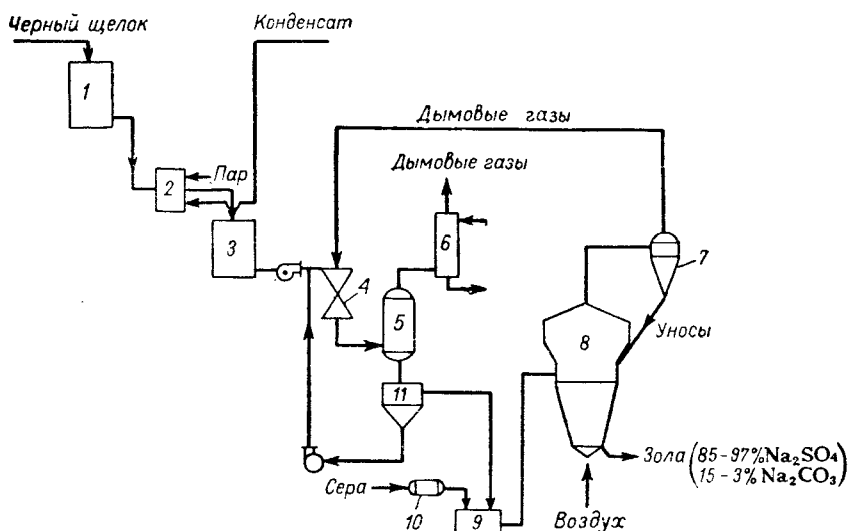 Черный щелок
Конденсат
1
Дымовые газы
Дымовые газы
2
Пар
3
6
4
7
5
8
Уносы
11
Зола (85-97% Na₂SO₄
15-3% Na₂CO₃)
Сера
10
9
Воздух